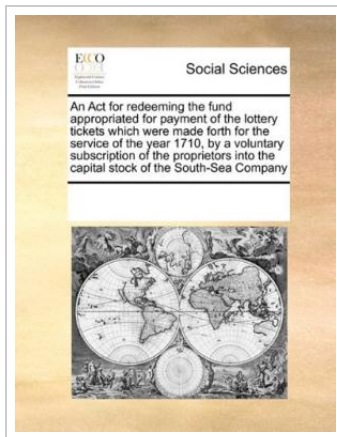 ECCO
Social Sciences
An Act for redeeming the fund
appropriated for payment of the lottery
tickets which were made forth for the
service of the year 1710, by a voluntary
subscription of the proprietors into the
capital stock of the South-Sea Company